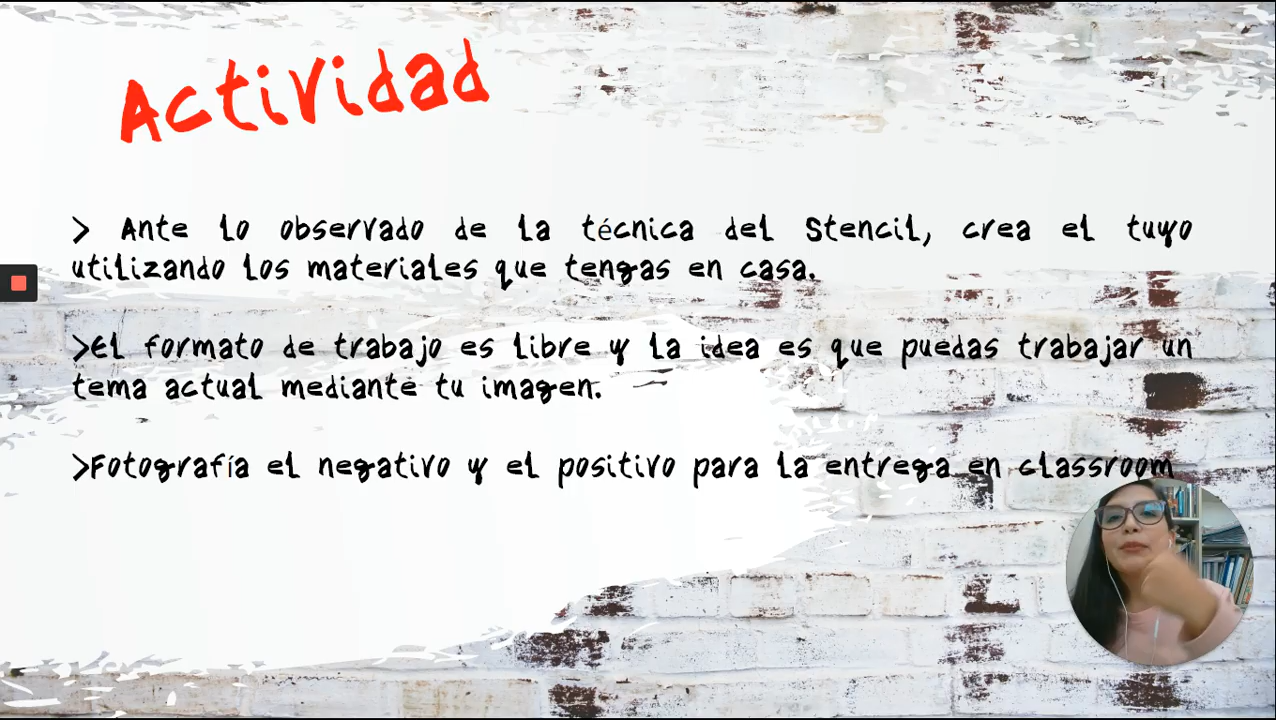 Actividad
> Ante lo observado de la técnica del Stencil, crea el tuyo
utilizando los materiales que tengas en casa.
>El formato de trabajo es libre y la idea es que puedas trabajar un
tema actual mediante tu imagen.
>Fotografía el negativo y el positivo para la entrega en classroom